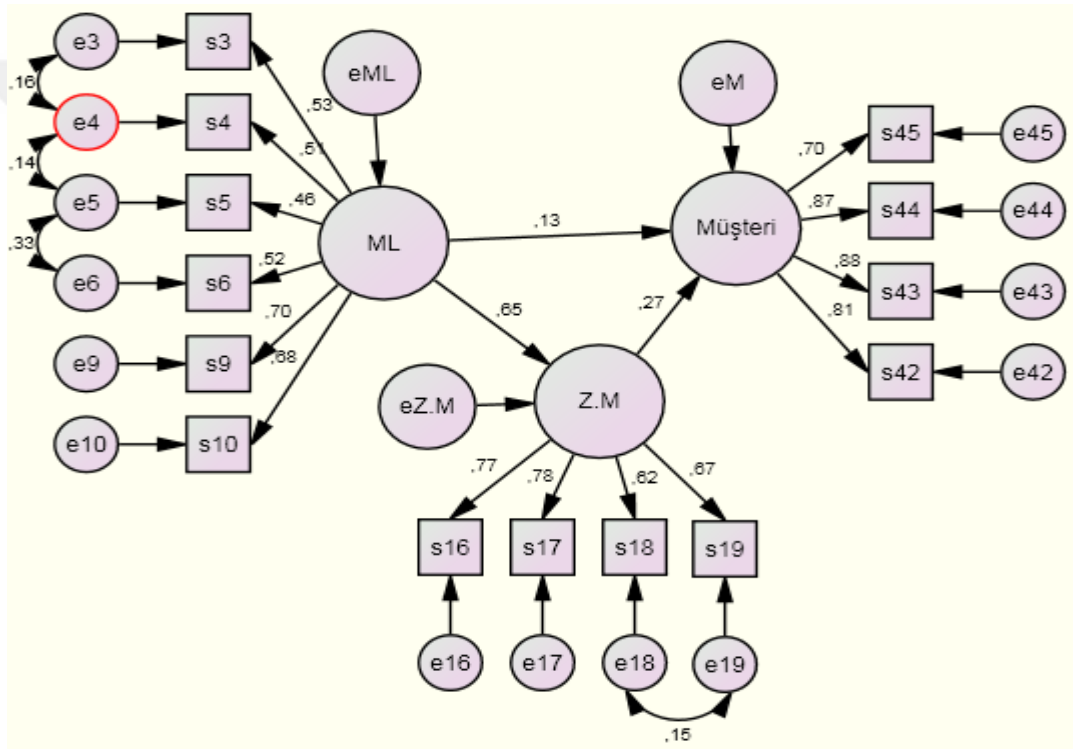 e3
s3
eML
eM
,16
,53
e4
s4
s45
e45
,70
,14
,51
e5
s5
,46
,87
s44
e44
ML
,13
Müşteri
,33
,52
,88
e6
s6
s43
e43
,70
,65
,27
,81
e9
s9
,68
s42
e42
eZ.M
Z.M
e10
s10
,77
,78
,62
,67
s16
s17
s18
s19
e16
e17
e18
e19
,15